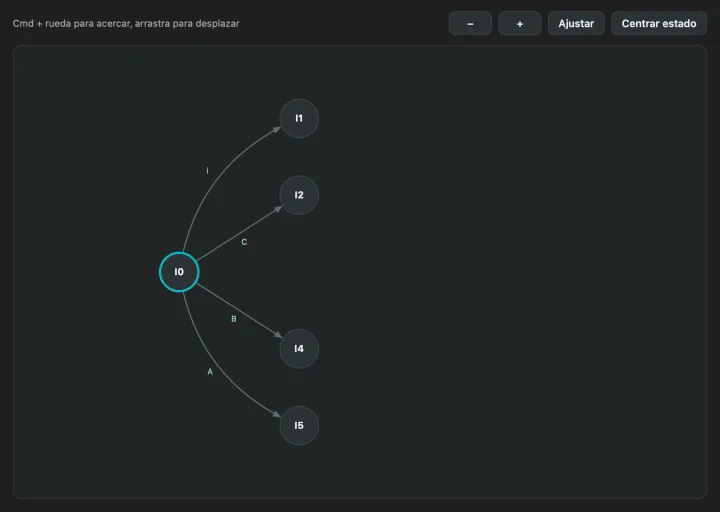 Cmd + rueda para acercar, arrastra para desplazar
− + Ajustar Centrar estado
I1
i
I2
C
I0
B
I4
A
I5